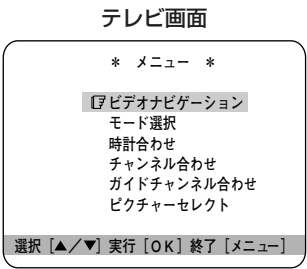 テレビ画面
* メニュー *
☞ビデオナビゲーション
モード選択
時計合わせ
チャンネル合わせ
ガイドチャンネル合わせ
ピクチャーセレクト
選択 [▲/▼] 実行 [OK] 終了 [メニュー]